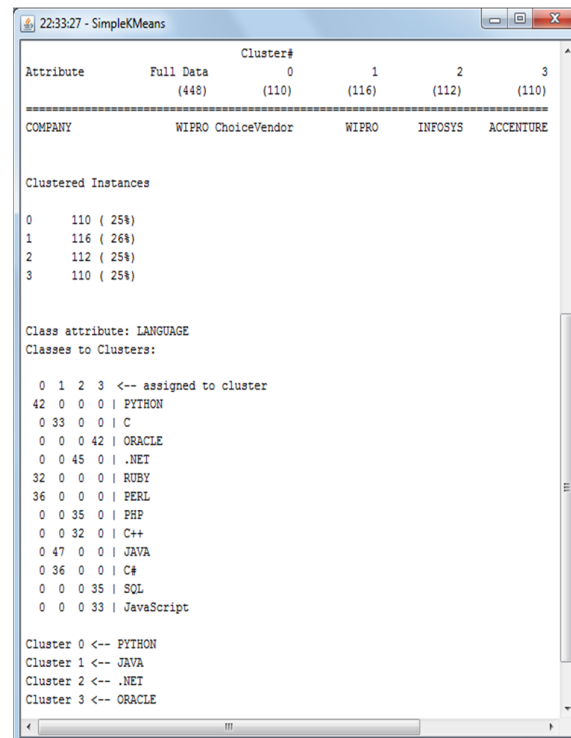 22:33:27 - SimpleKMeans
Cluster#
Attribute Full Data 0 1 2 3
(448) (110) (116) (112) (110)
==========================================================================
COMPANY WIPRO ChoiceVendor WIPRO INFOSYS ACCENTURE
Clustered Instances
0 110 ( 25%)
1 116 ( 26%)
2 112 ( 25%)
3 110 ( 25%)
Class attribute: LANGUAGE
Classes to Clusters:
0 1 2 3 <-- assigned to cluster
42 0 0 0 | PYTHON
0 33 0 0 | C
0 0 0 42 | ORACLE
0 0 45 0 | .NET
32 0 0 0 | RUBY
36 0 0 0 | PERL
0 0 35 0 | PHP
0 0 32 0 | C++
0 47 0 0 | JAVA
0 36 0 0 | C#
0 0 0 35 | SQL
0 0 0 33 | JavaScript
Cluster 0 <-- PYTHON
Cluster 1 <-- JAVA
Cluster 2 <-- .NET
Cluster 3 <-- ORACLE